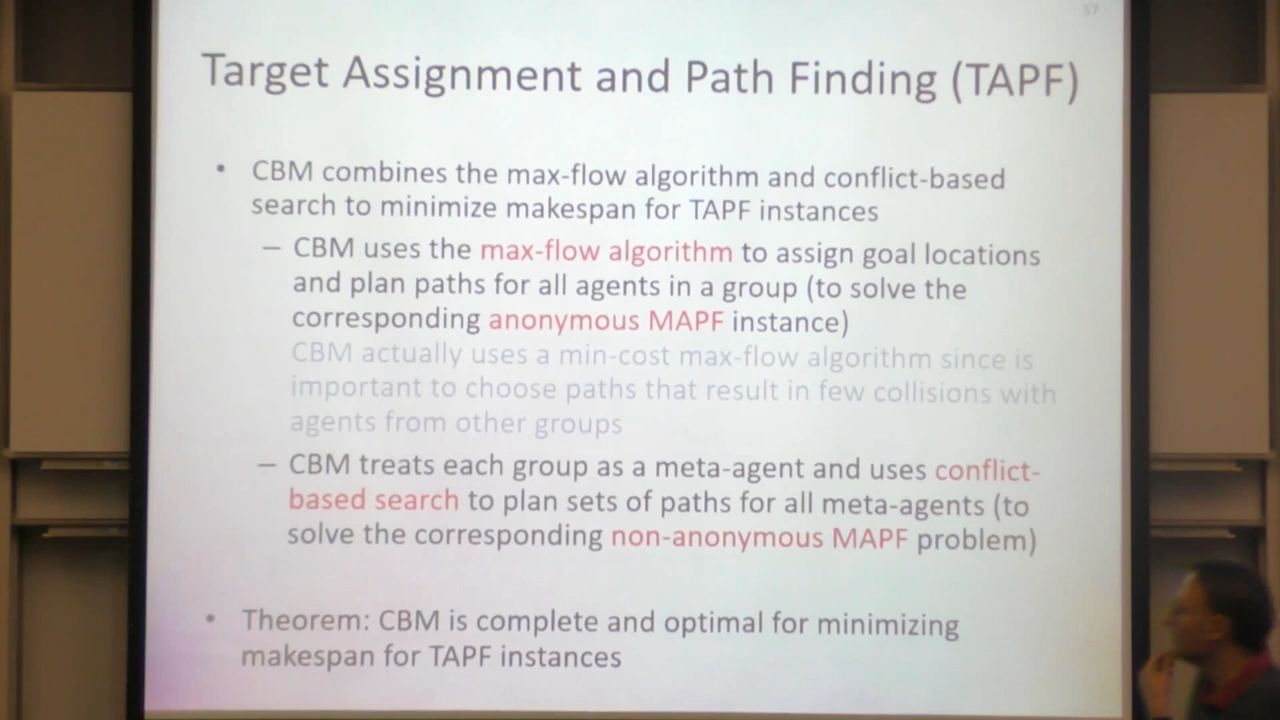 57
Target Assignment and Path Finding (TAPF)
• CBM combines the max-flow algorithm and conflict-based
search to minimize makespan for TAPF instances
– CBM uses the max-flow algorithm to assign goal locations
and plan paths for all agents in a group (to solve the
corresponding anonymous MAPF instance)
CBM actually uses a min-cost max-flow algorithm since is
important to choose paths that result in few collisions with
agents from other groups
– CBM treats each group as a meta-agent and uses conflict-
based search to plan sets of paths for all meta-agents (to
solve the corresponding non-anonymous MAPF problem)
• Theorem: CBM is complete and optimal for minimizing
makespan for TAPF instances